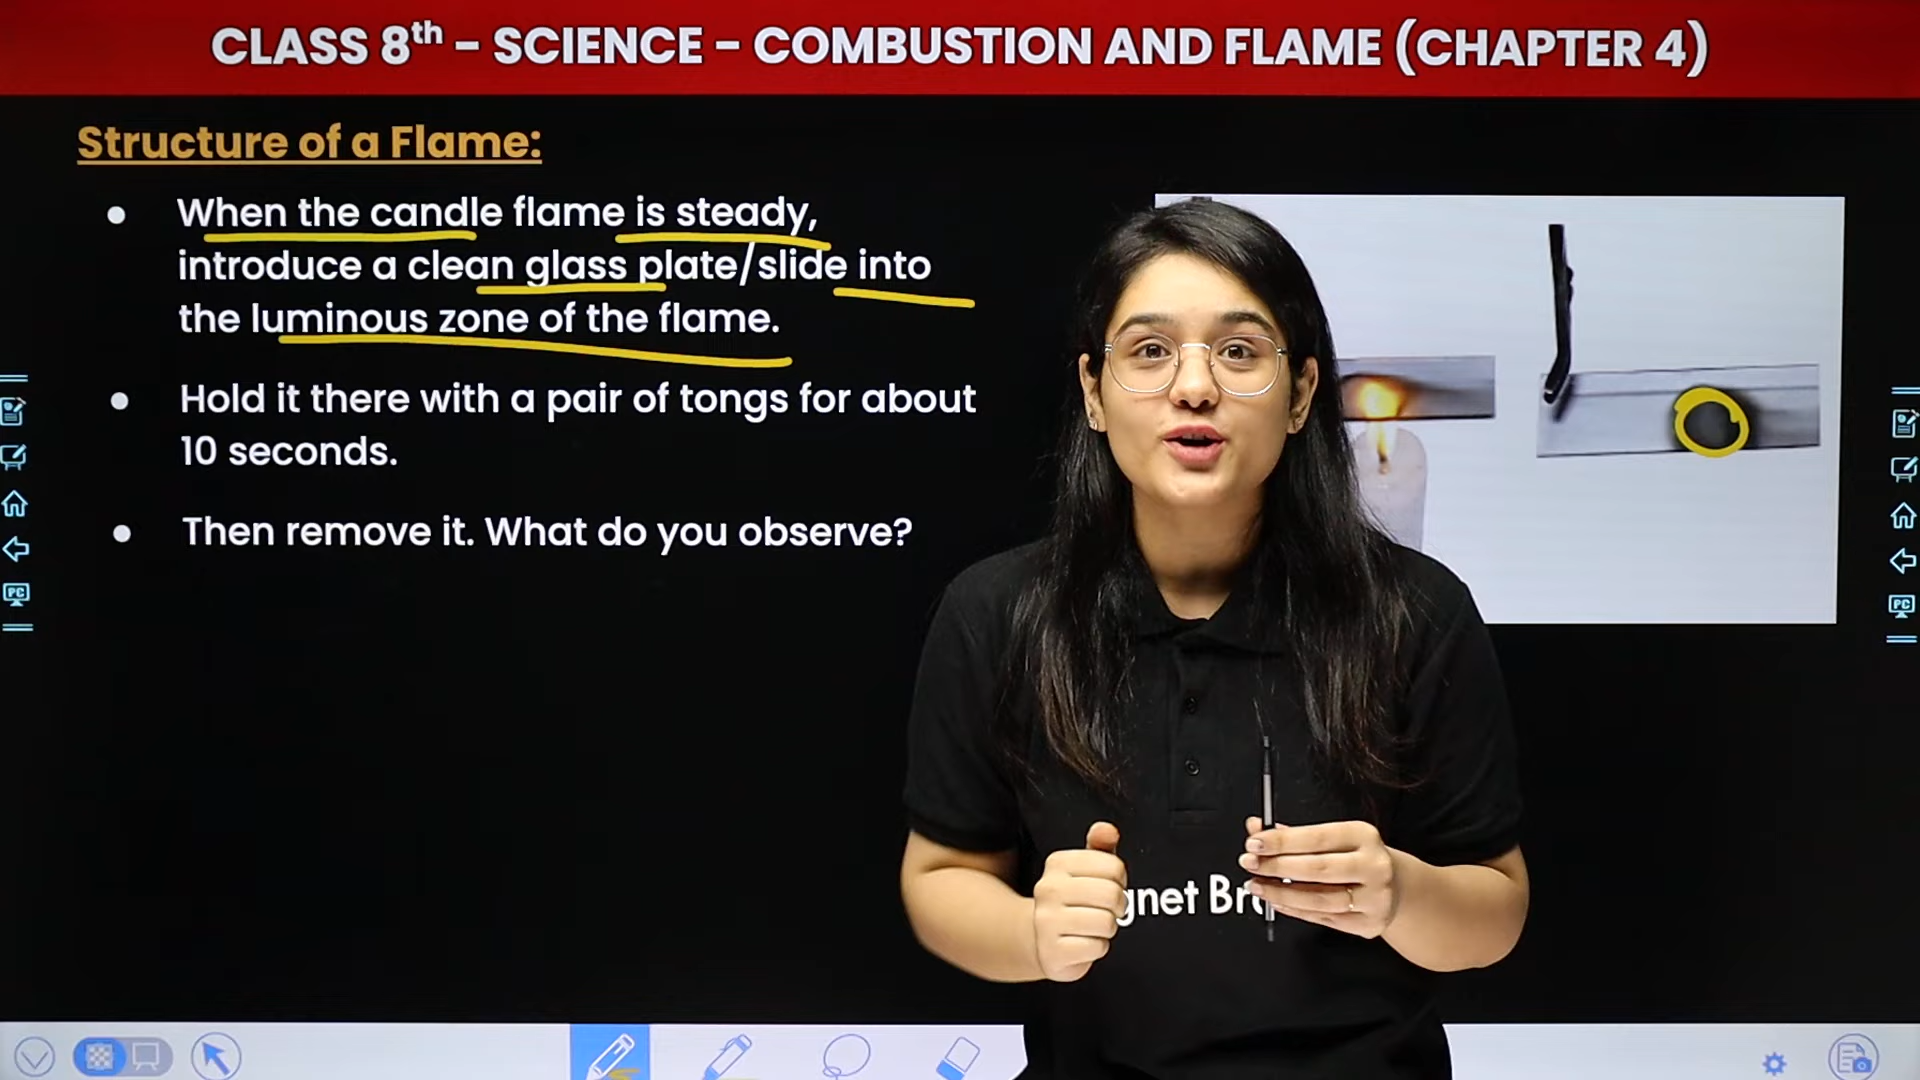 CLASS 8th - SCIENCE - COMBUSTION AND FLAME (CHAPTER 4)
Structure of a Flame:
• When the candle flame is steady,
introduce a clean glass plate/slide into
the luminous zone of the flame.
• Hold it there with a pair of tongs for about
10 seconds.
• Then remove it. What do you observe?
gnet Br
PC
PC